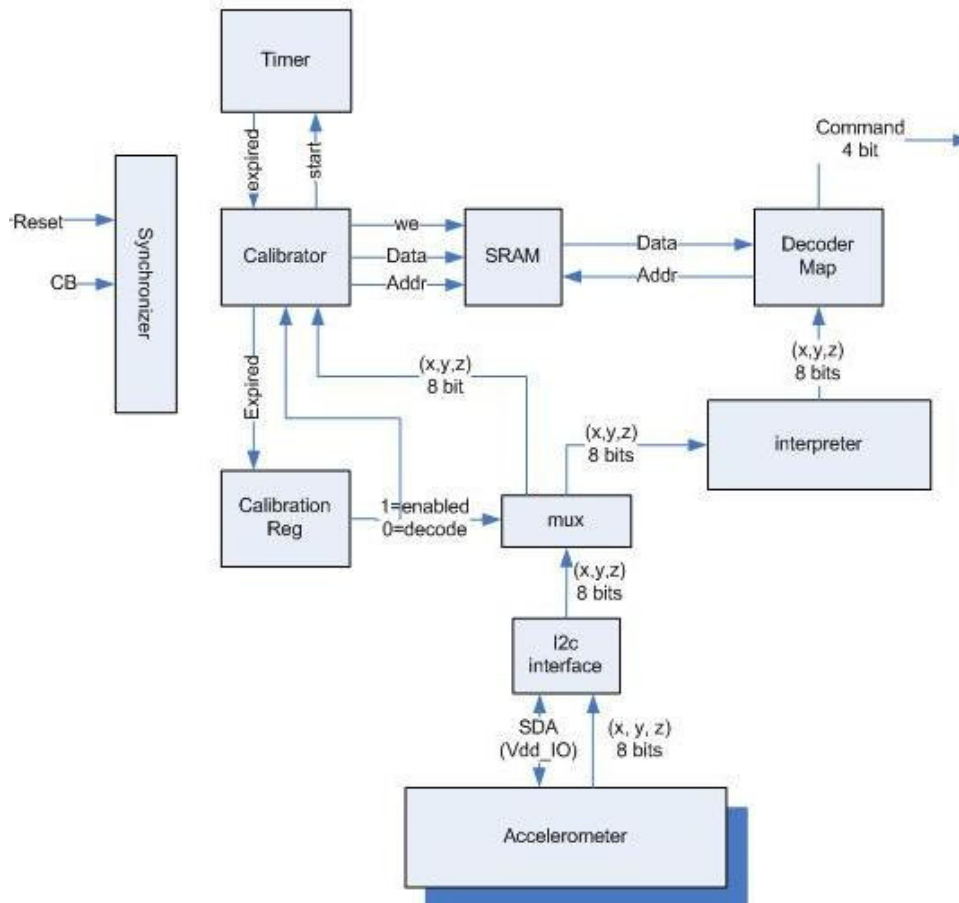 Timer
expired
start
Command
4 bit
Reset
CB
Synchronizer
Calibrator
we
Data
Addr
SRAM
Data
Addr
Decoder
Map
(x,y,z)
8 bit
(x,y,z)
8 bits
Expired
(x,y,z)
8 bits
interpreter
Calibration
Reg
1=enabled
0=decode
mux
(x,y,z)
8 bits
I2c
interface
SDA
(Vdd_IO)
(x, y, z)
8 bits
Accelerometer